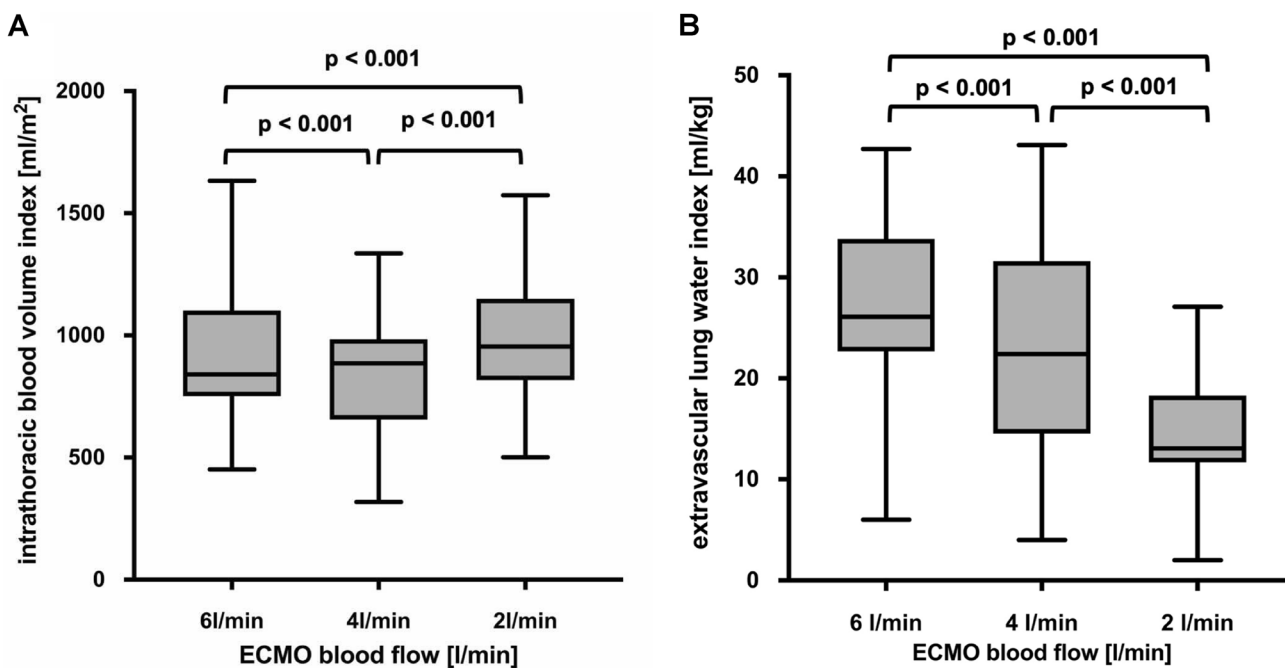 A
p < 0.001
p < 0.001
p < 0.001
intrathoracic blood volume index [ml/m²]
2000
1500
1000
500
0
6l/min
4l/min
2l/min
ECMO blood flow [l/min]
B
p < 0.001
p < 0.001
p < 0.001
extravascular lung water index [ml/kg]
50
40
30
20
10
0
6 l/min
4 l/min
2 l/min
ECMO blood flow [l/min]